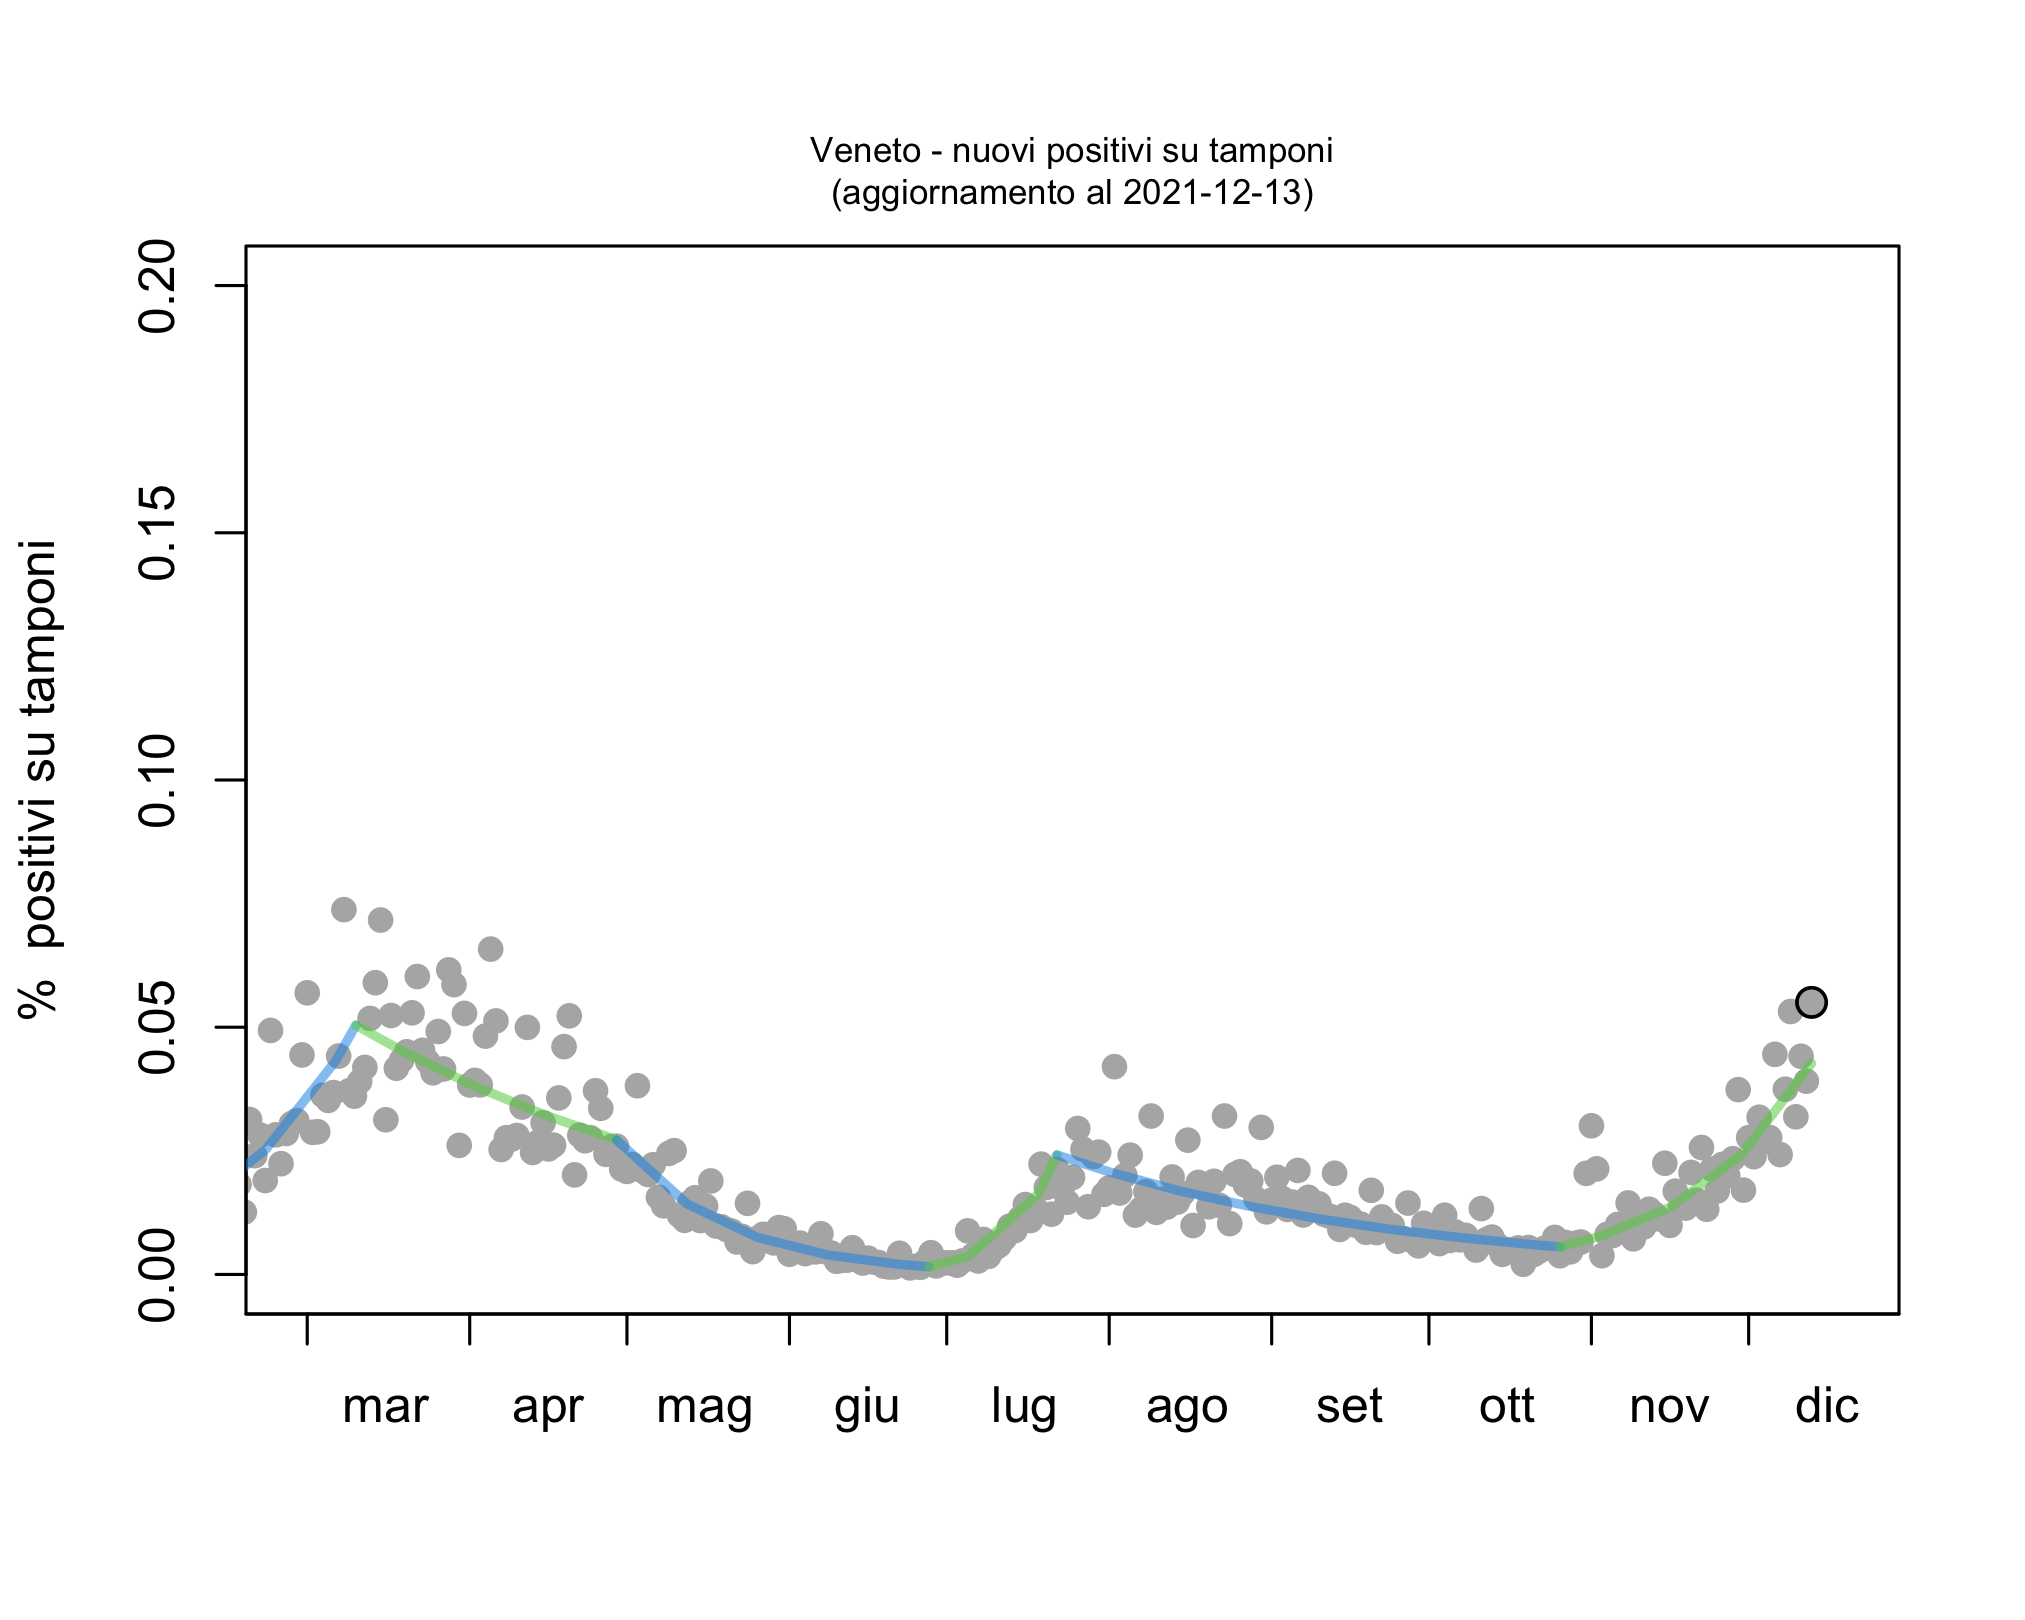 Veneto - nuovi positivi su tamponi
(aggiornamento al 2021-12-13)
0.20
0.15
0.10
0.05
0.00
% positivi su tamponi
mar apr mag giu lug ago set ott nov dic